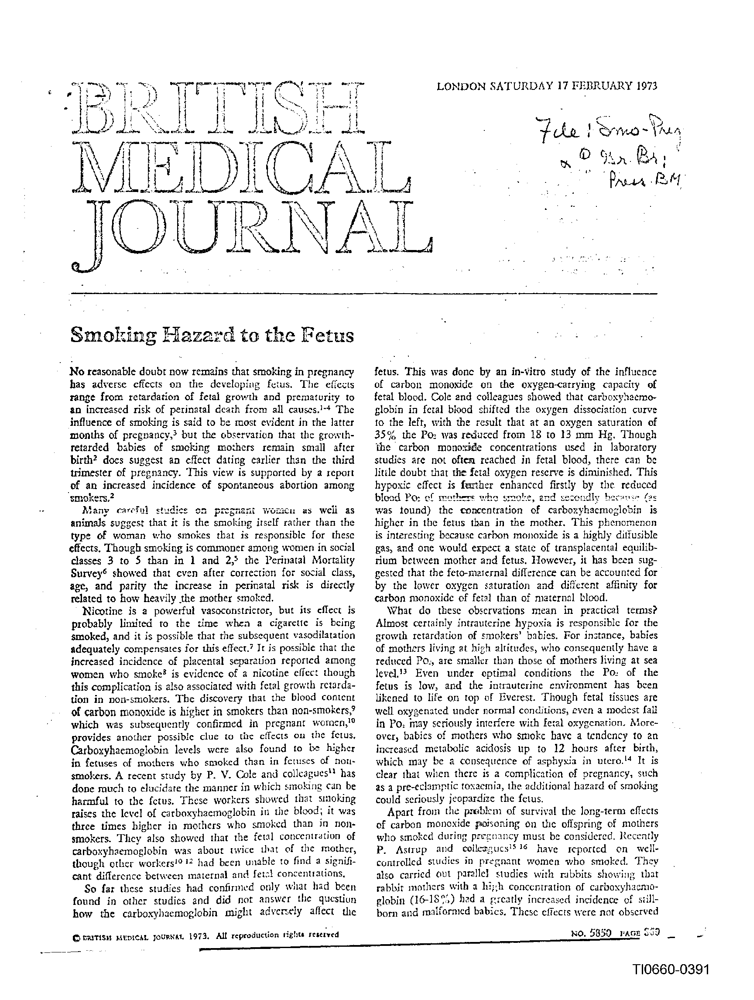 BRITISH
MEDICAL
JOURNAL
LONDON SATURDAY 17 FEBRUARY 1973
File: Smo-Preg
Press BM
Smoking Hazard to the Fetus
No reasonable doubt now remains that smoking in pregnancy
has adverse effects on the developing fetus. The effects
range from retardation of fetal growth and prematurity to
an increased risk of perinatal death from all causes.¹⁻⁴ The
influence of smoking is said to be most evident in the latter
months of pregnancy,³ but the observation that the growth-
retarded babies of smoking mothers remain small after
birth² does suggest an effect dating earlier than the third
trimester of pregnancy. This view is supported by a report
of an increased incidence of spontaneous abortion among
smokers.²
Many careful studies on pregnant women as well as
animals suggest that it is the smoking itself rather than the
type of woman who smokes that is responsible for these
effects. Though smoking is commoner among women in social
classes 3 to 5 than in 1 and 2,⁵ the Perinatal Mortality
Survey⁶ showed that even after correction for social class,
age, and parity the increase in perinatal risk is directly
related to how heavily the mother smoked.
Nicotine is a powerful vasoconstrictor, but its effect is
probably limited to the time when a cigarette is being
smoked, and it is possible that the subsequent vasodilatation
adequately compensates for this effect.⁷ It is possible that the
increased incidence of placental separation reported among
women who smoke⁸ is evidence of a nicotine effect though
this complication is also associated with fetal growth retarda-
tion in non-smokers. The discovery that the blood content
of carbon monoxide is higher in smokers than non-smokers,⁹
which was subsequently confirmed in pregnant women,¹⁰
provides another possible clue to the effects on the fetus.
Carboxyhaemoglobin levels were also found to be higher
in fetuses of mothers who smoked than in fetuses of non-
smokers. A recent study by P. V. Cole and colleagues¹¹ has
done much to elucidate the manner in which smoking can be
harmful to the fetus. These workers showed that smoking
raises the level of carboxyhaemoglobin in the blood; it was
three times higher in mothers who smoked than in non-
smokers. They also showed that the fetal concentration of
carboxyhaemoglobin was about twice that of the mother,
though other workers¹⁰ ¹² had been unable to find a signifi-
cant difference between maternal and fetal concentrations.
So far these studies had confirmed only what had been
found in other studies and did not answer the question
how the carboxyhaemoglobin might adversely affect the
fetus. This was done by an in-vitro study of the influence
of carbon monoxide on the oxygen-carrying capacity of
fetal blood. Cole and colleagues showed that carboxyhaemo-
globin in fetal blood shifted the oxygen dissociation curve
to the left, with the result that at an oxygen saturation of
35% the Po₂ was reduced from 18 to 13 mm Hg. Though
the carbon monoxide concentrations used in laboratory
studies are not often reached in fetal blood, there can be
little doubt that the fetal oxygen reserve is diminished. This
hypoxic effect is further enhanced firstly by the reduced
blood Po₂ of mothers who smoke, and secondly because (as
was found) the concentration of carboxyhaemoglobin is
higher in the fetus than in the mother. This phenomenon
is interesting because carbon monoxide is a highly diffusible
gas, and one would expect a state of transplacental equilib-
rium between mother and fetus. However, it has been sug-
gested that the feto-maternal difference can be accounted for
by the lower oxygen saturation and different affinity for
carbon monoxide of fetal than of maternal blood.
What do these observations mean in practical terms?
Almost certainly intrauterine hypoxia is responsible for the
growth retardation of smokers' babies. For instance, babies
of mothers living at high altitudes, who consequently have a
reduced Po₂, are smaller than those of mothers living at sea
level.¹³ Even under optimal conditions the Po₂ of the
fetus is low, and the intrauterine environment has been
likened to life on top of Everest. Though fetal tissues are
well oxygenated under normal conditions, even a modest fall
in Po₂ may seriously interfere with fetal oxygenation. More-
over, babies of mothers who smoke have a tendency to an
increased metabolic acidosis up to 12 hours after birth,
which may be a consequence of asphyxia in utero.¹⁴ It is
clear that when there is a complication of pregnancy, such
as a pre-eclamptic toxaemia, the additional hazard of smoking
could seriously jeopardize the fetus.
Apart from the problem of survival the long-term effects
of carbon monoxide poisoning on the offspring of mothers
who smoked during pregnancy must be considered. Recently
P. Astrup and colleagues¹⁵ ¹⁶ have reported on well-
controlled studies in pregnant women who smoked. They
also carried out parallel studies with rabbits showing that
rabbit mothers with a high concentration of carboxyhaemo-
globin (16-18%) had a greatly increased incidence of still-
born and malformed babies. These effects were not observed
© BRITISH MEDICAL JOURNAL 1973. All reproduction rights reserved
NO. 5850 PAGE
TI0660-0391